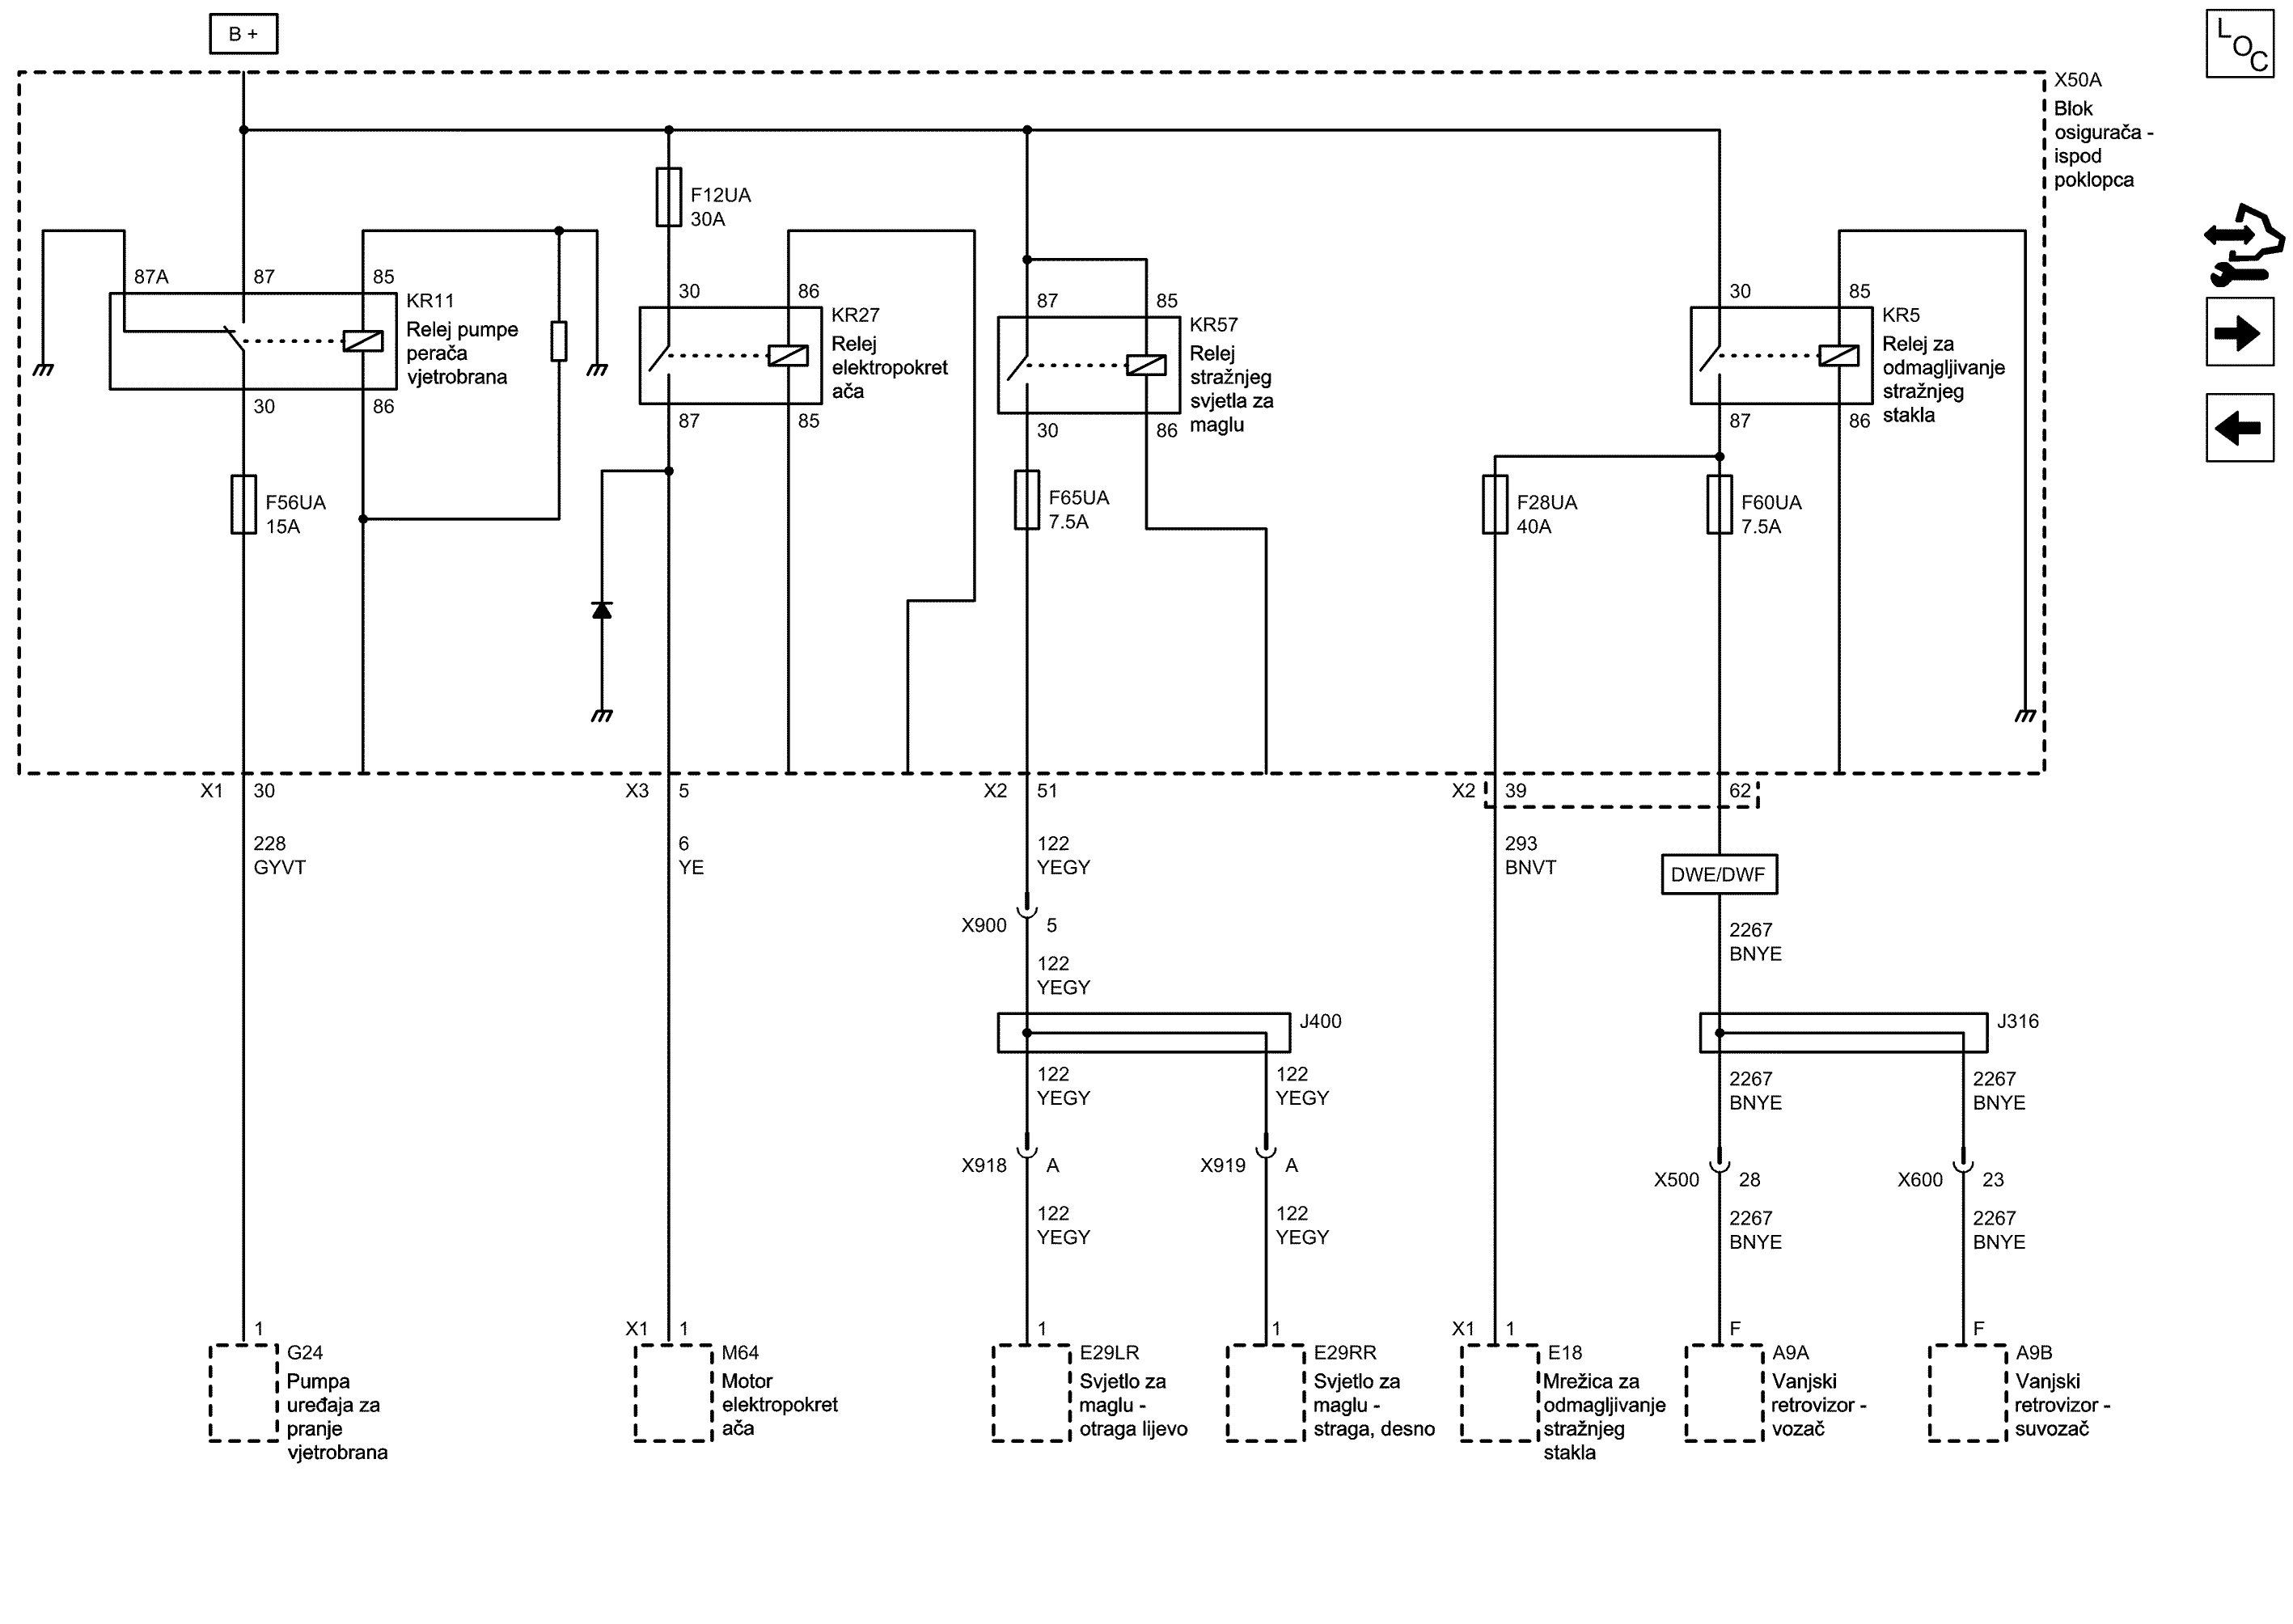 B +
LOC
X50A
Blok
osigurača -
ispod
poklopca
F12UA
30A
87A
87
85
KR11
Relej pumpe
perača
vjetrobrana
30
86
30
86
KR27
Relej
elektropokret
ača
87
85
87
85
KR57
Relej
stražnjeg
svjetla za
maglu
30
86
30
85
KR5
Relej za
odmagljivanje
stražnjeg
stakla
87
86
F56UA
15A
F65UA
7.5A
F28UA
40A
F60UA
7.5A
X1
30
X3
5
X2
51
X2
39
62
228
GYVT
6
YE
122
YEGY
293
BNVT
DWE/DWF
X900
5
2267
BNYE
122
YEGY
J400
J316
122
YEGY
122
YEGY
2267
BNYE
2267
BNYE
X918
A
X919
A
X500
28
X600
23
122
YEGY
122
YEGY
2267
BNYE
2267
BNYE
1
X1
1
1
1
X1
1
F
F
G24
Pumpa
uređaja za
pranje
vjetrobrana
M64
Motor
elektropokret
ača
E29LR
Svjetlo za
maglu -
otraga lijevo
E29RR
Svjetlo za
maglu -
straga, desno
E18
Mrežica za
odmagljivanje
stražnjeg
stakla
A9A
Vanjski
retrovizor -
vozač
A9B
Vanjski
retrovizor -
suvozač